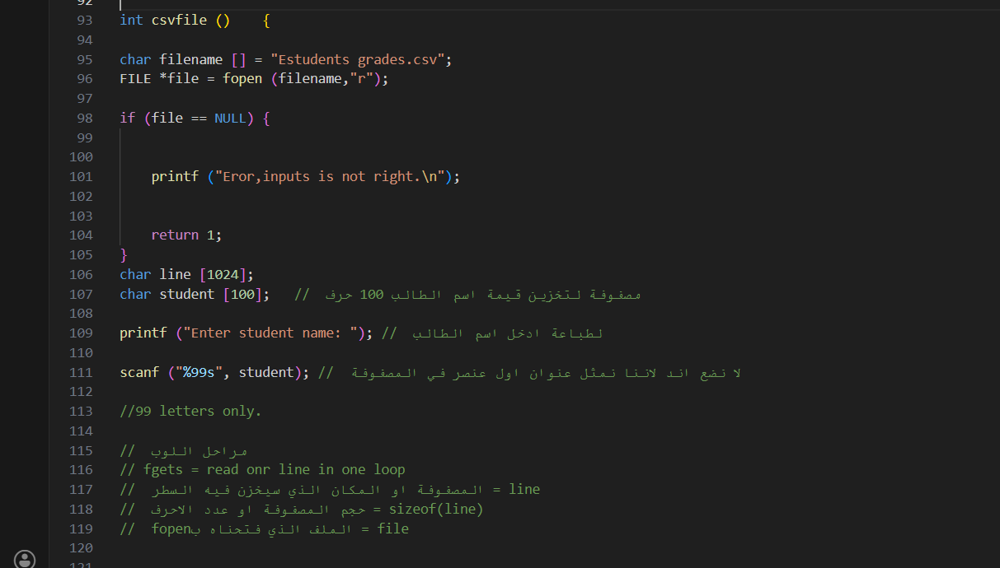 92
93 int csvfile ()    {
94
95 char filename [] = "Estudents grades.csv";
96 FILE *file = fopen (filename,"r");
97
98 if (file == NULL) {
99
100
101     printf ("Eror,inputs is not right.\n");
102
103
104     return 1;
105 }
106 char line [1024];
107 char student [100];   // مصفوفة لتخزين قيمة اسم الطالب 100 حرف
108
109 printf ("Enter student name: "); // لطباعة ادخل اسم الطالب
110
111 scanf ("%99s", student); // لا نضع اند لاننا نمثل عنوان اول عنصر في المصفوفة
112
113 //99 letters only.
114
115 // مراحل اللوب
116 // fgets = read onr line in one loop
117 // line = المصفوفة او المكان الذي سيخزن فيه السطر
118 // sizeof(line) = حجم المصفوفة او عدد الاحرف
119 // file = الملف الذي فتحناه بfopen
120
121